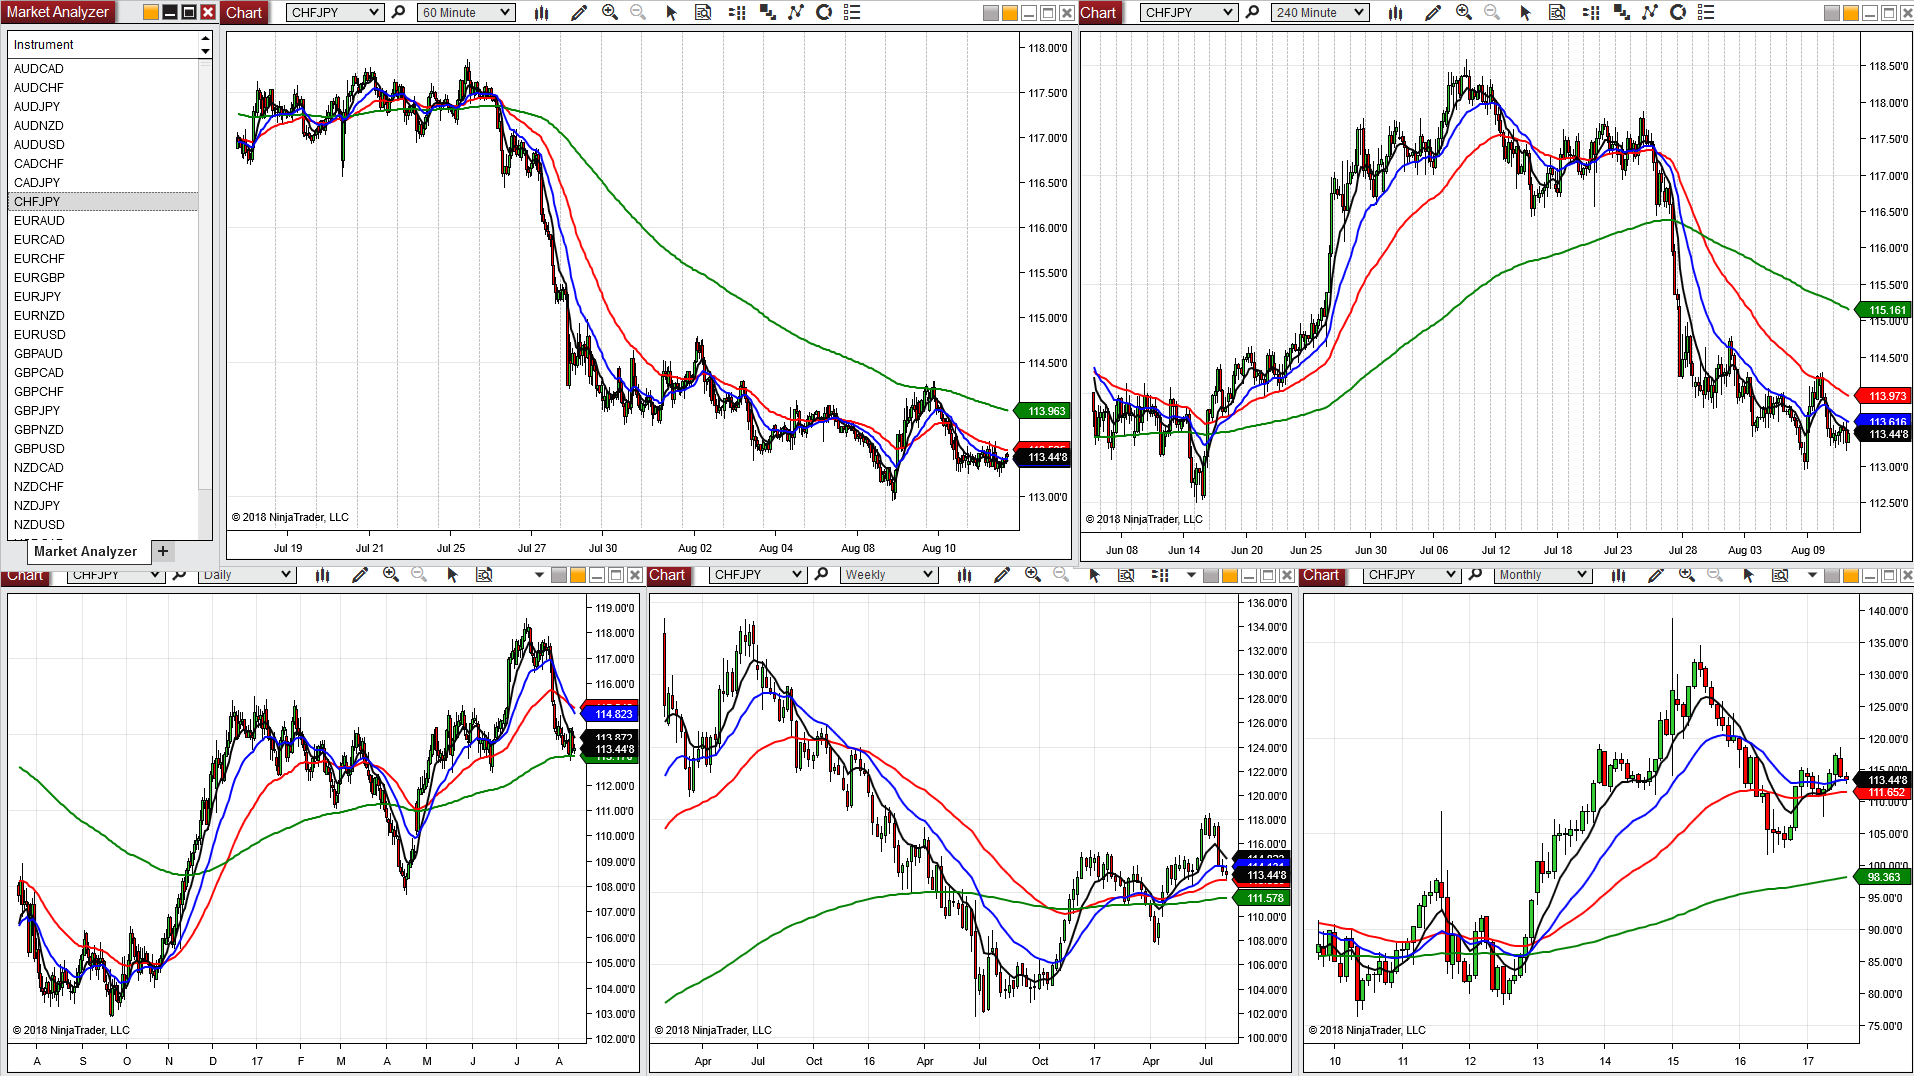 Market Analyzer
Instrument
AUDCAD
AUDCHF
AUDJPY
AUDNZD
AUDUSD
CADCHF
CADJPY
CHFJPY
EURAUD
EURCAD
EURCHF
EURGBP
EURJPY
EURNZD
EURUSD
GBPAUD
GBPCAD
GBPCHF
GBPJPY
GBPNZD
GBPUSD
NZDCAD
NZDCHF
NZDJPY
NZDUSD
Market Analyzer +
Chart CHFJPY 60 Minute
118.00'0
117.50'0
117.00'0
116.50'0
116.00'0
115.50'0
115.00'0
114.50'0
113.963
113.44'8
113.00'0
© 2018 NinjaTrader, LLC
Jul 19 Jul 21 Jul 25 Jul 27 Jul 30 Aug 02 Aug 04 Aug 08 Aug 10
Chart CHFJPY 240 Minute
118.50'0
118.00'0
117.50'0
117.00'0
116.50'0
116.00'0
115.161
115.00'0
114.50'0
113.973
113.616
113.44'8
113.00'0
112.50'0
© 2018 NinjaTrader, LLC
Jun 08 Jun 14 Jun 20 Jun 25 Jun 30 Jul 06 Jul 12 Jul 18 Jul 23 Jul 28 Aug 03 Aug 09
Chart CHFJPY Daily
119.00'0
118.00'0
117.00'0
116.00'0
114.823
113.872
113.44'8
112.00'0
111.00'0
110.00'0
109.00'0
108.00'0
107.00'0
106.00'0
105.00'0
104.00'0
103.00'0
102.00'0
© 2018 NinjaTrader, LLC
A S O N D 17 F M A M J J A
Chart CHFJPY Weekly
136.00'0
134.00'0
132.00'0
130.00'0
128.00'0
126.00'0
124.00'0
122.00'0
120.00'0
118.00'0
116.00'0
113.44'8
111.578
110.00'0
108.00'0
106.00'0
104.00'0
102.00'0
100.00'0
© 2018 NinjaTrader, LLC
Apr Jul Oct 16 Apr Jul Oct 17 Apr Jul
Chart CHFJPY Monthly
140.00'0
135.00'0
130.00'0
125.00'0
120.00'0
115.00'0
113.44'8
111.652
110.00'0
105.00'0
100.00'0
98.363
95.00'0
90.00'0
85.00'0
80.00'0
75.00'0
© 2018 NinjaTrader, LLC
10 11 12 13 14 15 16 17